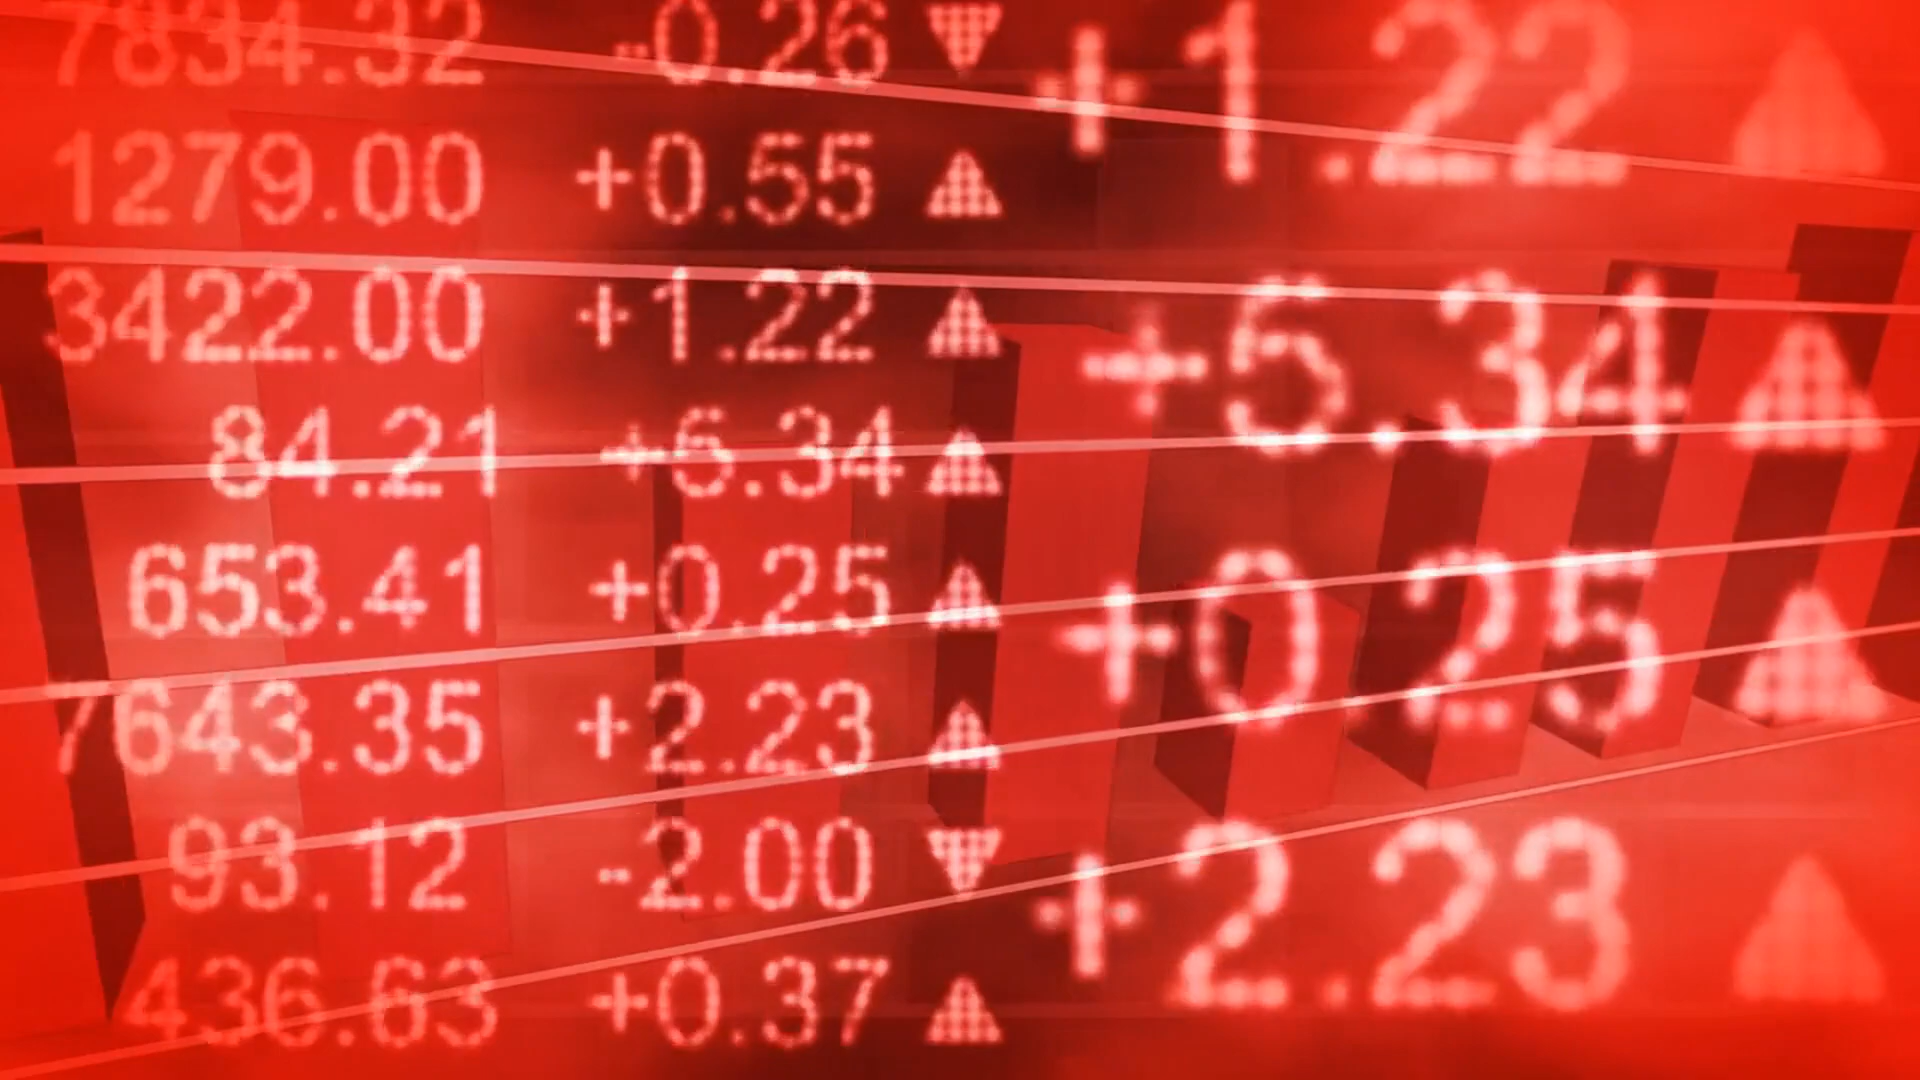 7834.32 -0.26 ▼
1279.00 +0.55 ▲
3422.00 +1.22 ▲
84.21 +6.34 ▲
653.41 +0.25 ▲
7643.35 +2.23 ▲
93.12 -2.00 ▼
436.63 +0.37 ▲
+1.22 ▲
+6.34 ▲
+0.25 ▲
+2.23 ▲